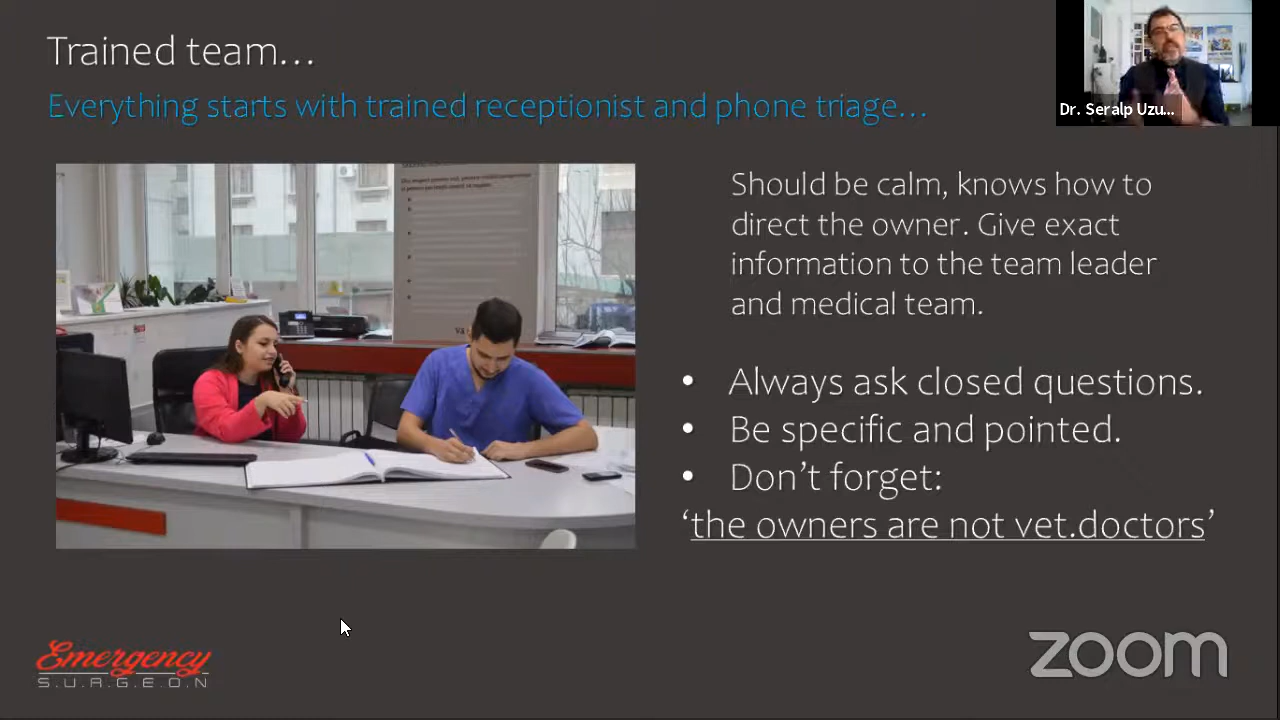 Trained team...
Everything starts with trained receptionist and phone triage...
Dr. Seralp Uzu...
Should be calm, knows how to
direct the owner. Give exact
information to the team leader
and medical team.
• Always ask closed questions.
• Be specific and pointed.
• Don't forget:
'the owners are not vet.doctors'
Emergency
S.U.R.G.E.O.N
zoom